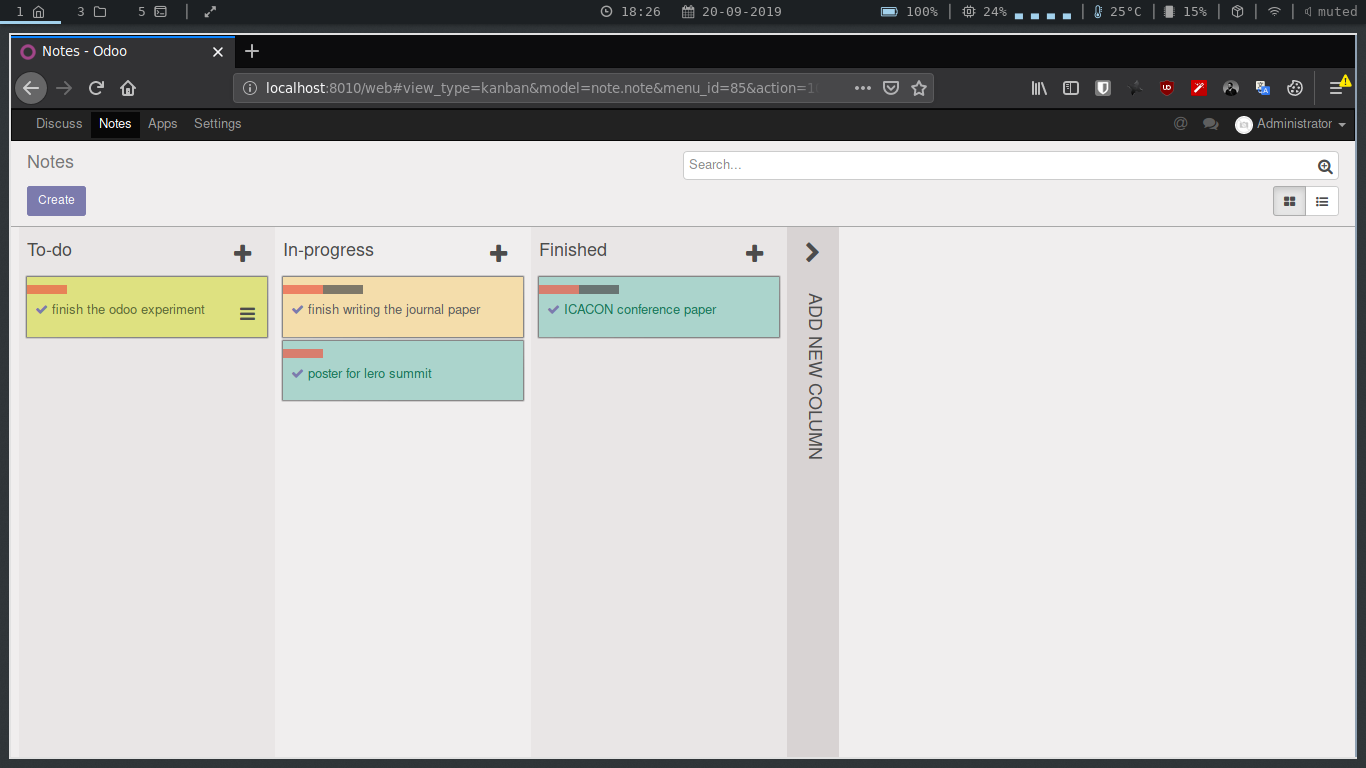 1 3 5 18:26 20-09-2019 100% 24% 25°C 15% muted
Notes - Odoo
localhost:8010/web#view_type=kanban&model=note.note&menu_id=85&action=1
Discuss Notes Apps Settings Administrator
Notes
Search...
Create
To-do In-progress Finished
finish the odoo experiment finish writing the journal paper ICACON conference paper
poster for lero summit
ADD NEW COLUMN